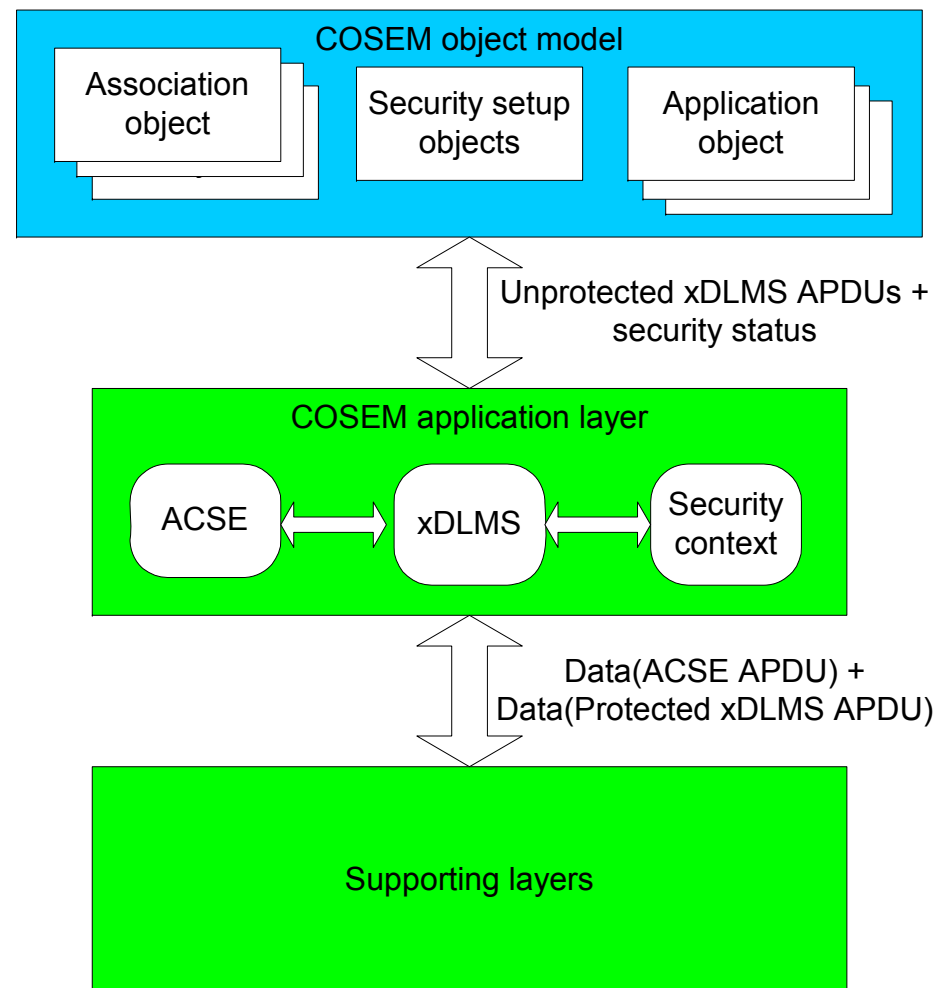 COSEM object model
Association
object
Security setup
objects
Application
object
Unprotected xDLMS APDUs +
security status
COSEM application layer
ACSE
xDLMS
Security
context
Data(ACSE APDU) +
Data(Protected xDLMS APDU)
Supporting layers